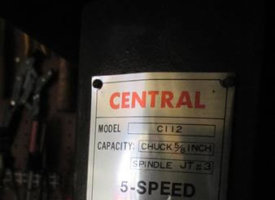 CENTRAL
MODEL C112
CAPACITY: CHUCK 5/8 INCH
SPINDLE JT#3
5-SPEED